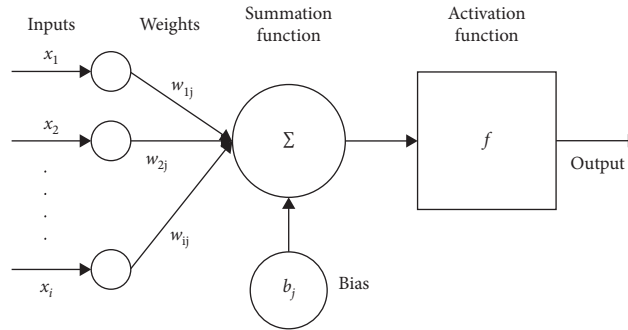 Inputs
Weights
Summation
function
Activation
function
x1
x2
.
.
.
.
xi
w1j
w2j
wij
Σ
bj
Bias
f
Output